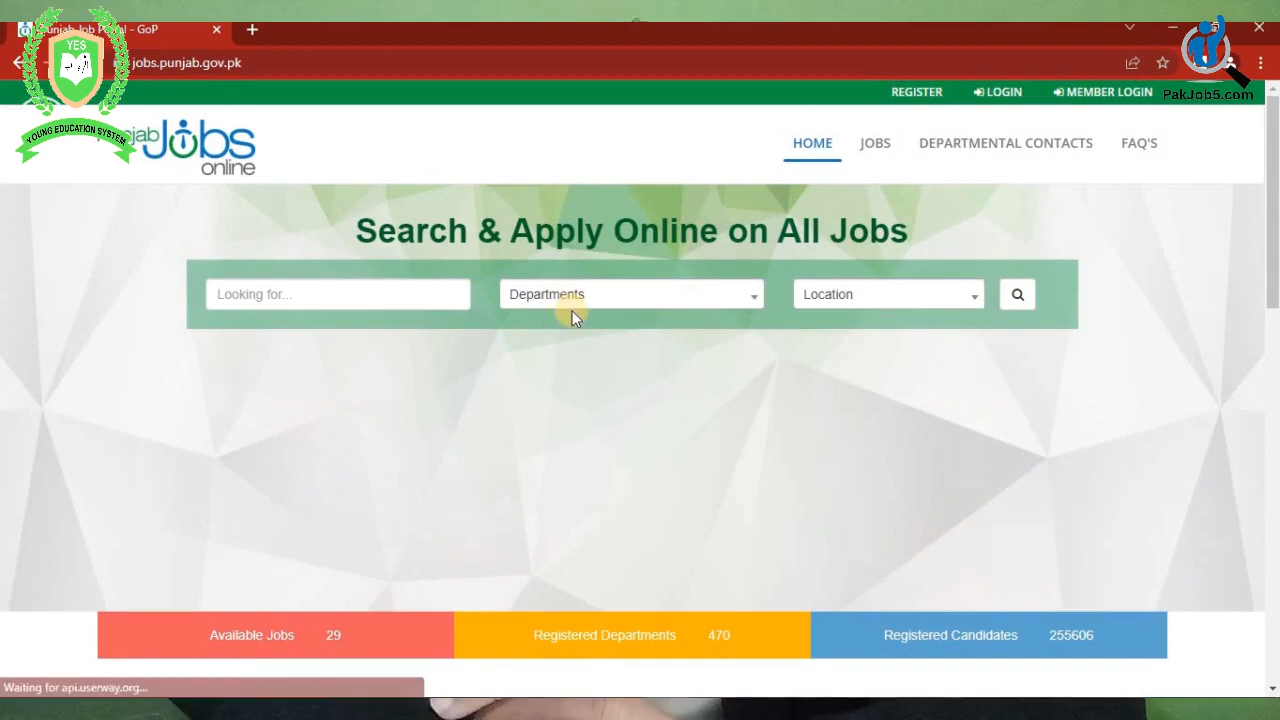 Punjab Job Portal - GoP
YES
jobs.punjab.gov.pk
PakJob5.com
REGISTER
LOGIN
MEMBER LOGIN
YOUNG EDUCATION SYSTEM
Jobs
online
HOME
JOBS
DEPARTMENTAL CONTACTS
FAQ'S
Search & Apply Online on All Jobs
Looking for...
Departments
Location
Available Jobs 29
Registered Departments 470
Registered Candidates 255606
Waiting for api.userway.org...